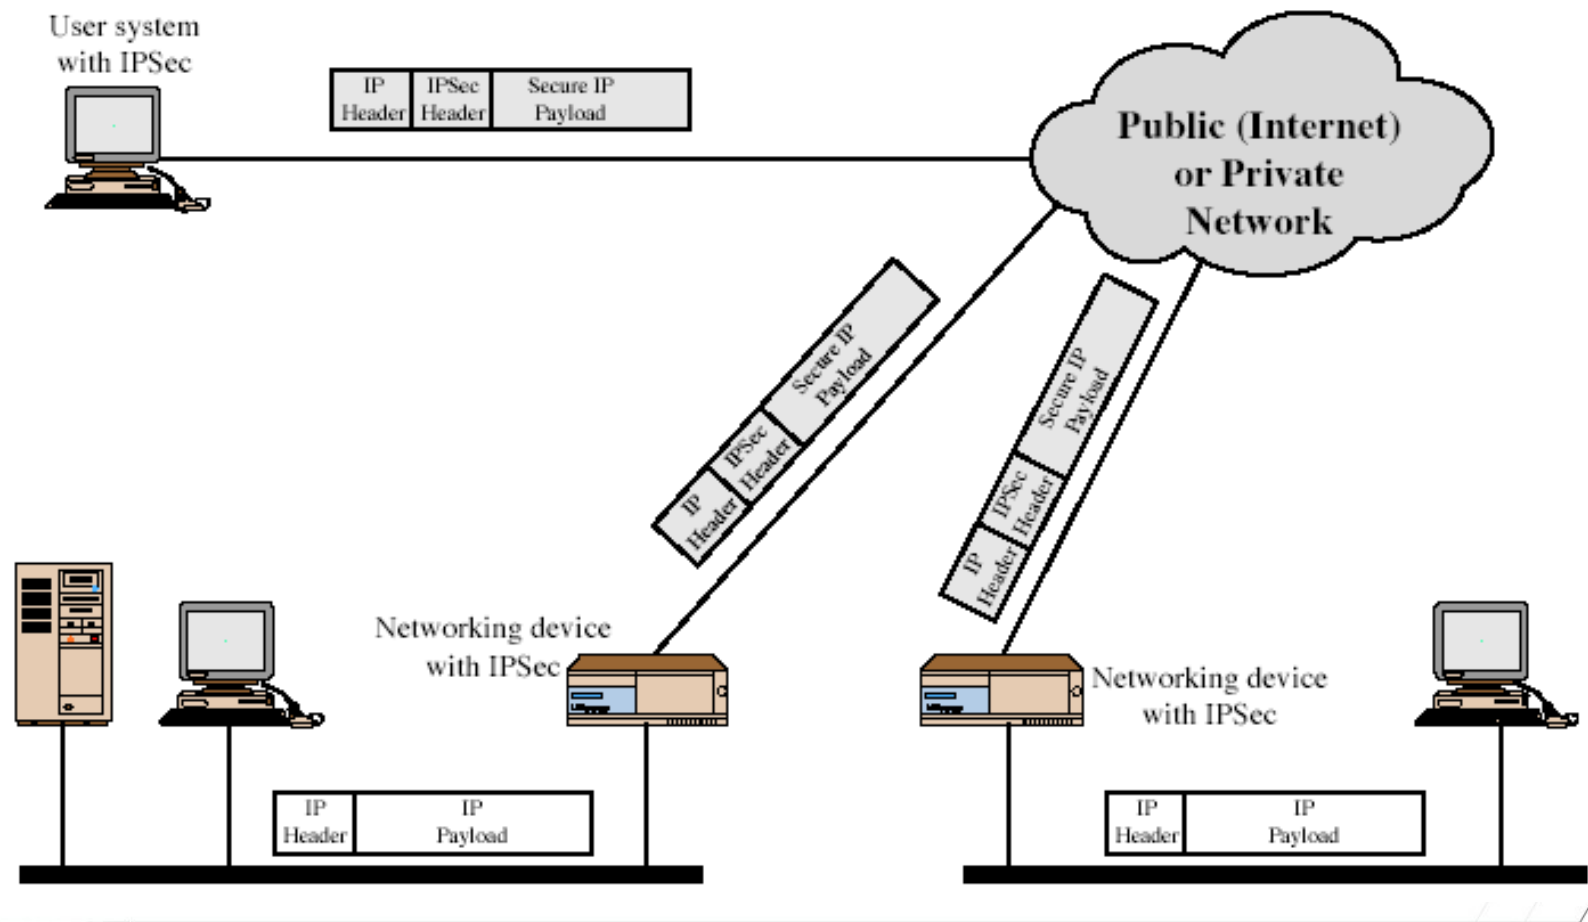 User system
with IPSec
IP
Header
IPSec
Header
Secure IP
Payload
Public (Internet)
or Private
Network
Secure IP
Payload
IPSec
Header
IP
Header
Secure IP
Payload
IPSec
Header
IP
Header
Networking device
with IPSec
Networking device
with IPSec
IP
Header
IP
Payload
IP
Header
IP
Payload